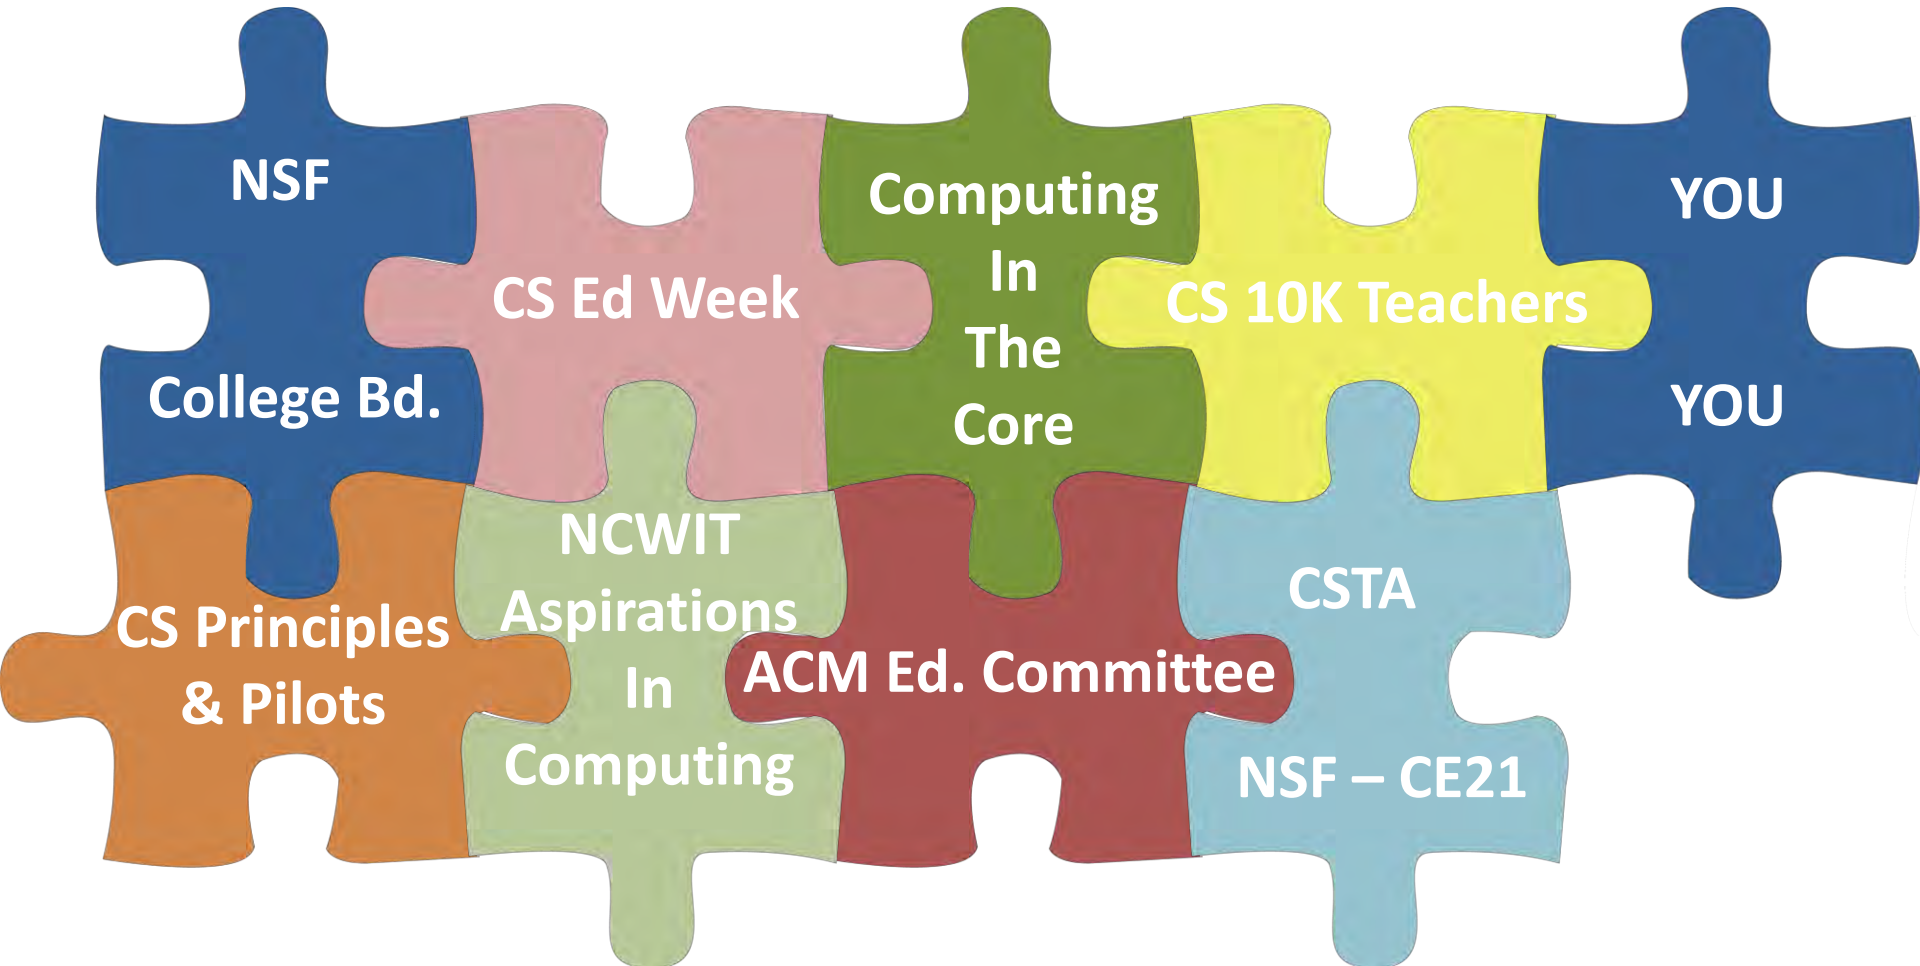 NSF
College Bd.
CS Ed Week
Computing
In
The
Core
CS 10K Teachers
YOU
YOU
CS Principles
& Pilots
NCWIT
Aspirations
In
Computing
ACM Ed. Committee
CSTA
NSF – CE21